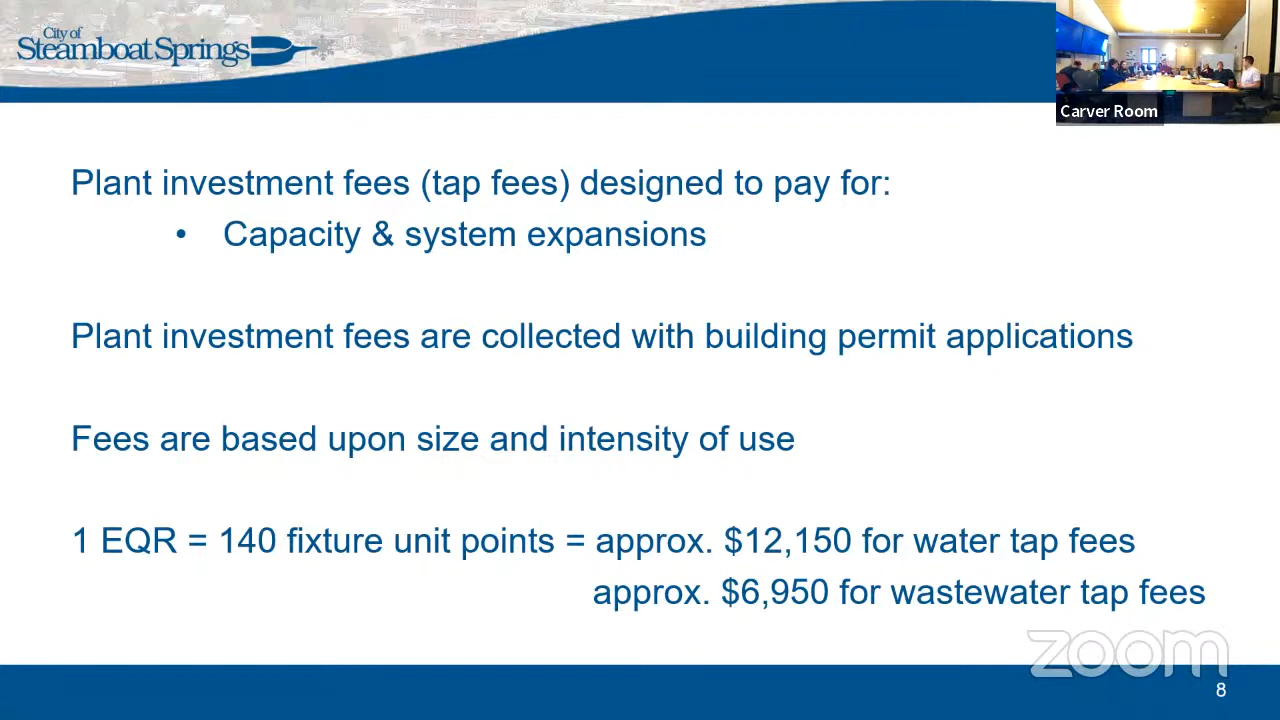 City of
Steamboat Springs
Carver Room
Plant investment fees (tap fees) designed to pay for:
• Capacity & system expansions
Plant investment fees are collected with building permit applications
Fees are based upon size and intensity of use
1 EQR = 140 fixture unit points = approx. $12,150 for water tap fees
approx. $6,950 for wastewater tap fees
zoom
8